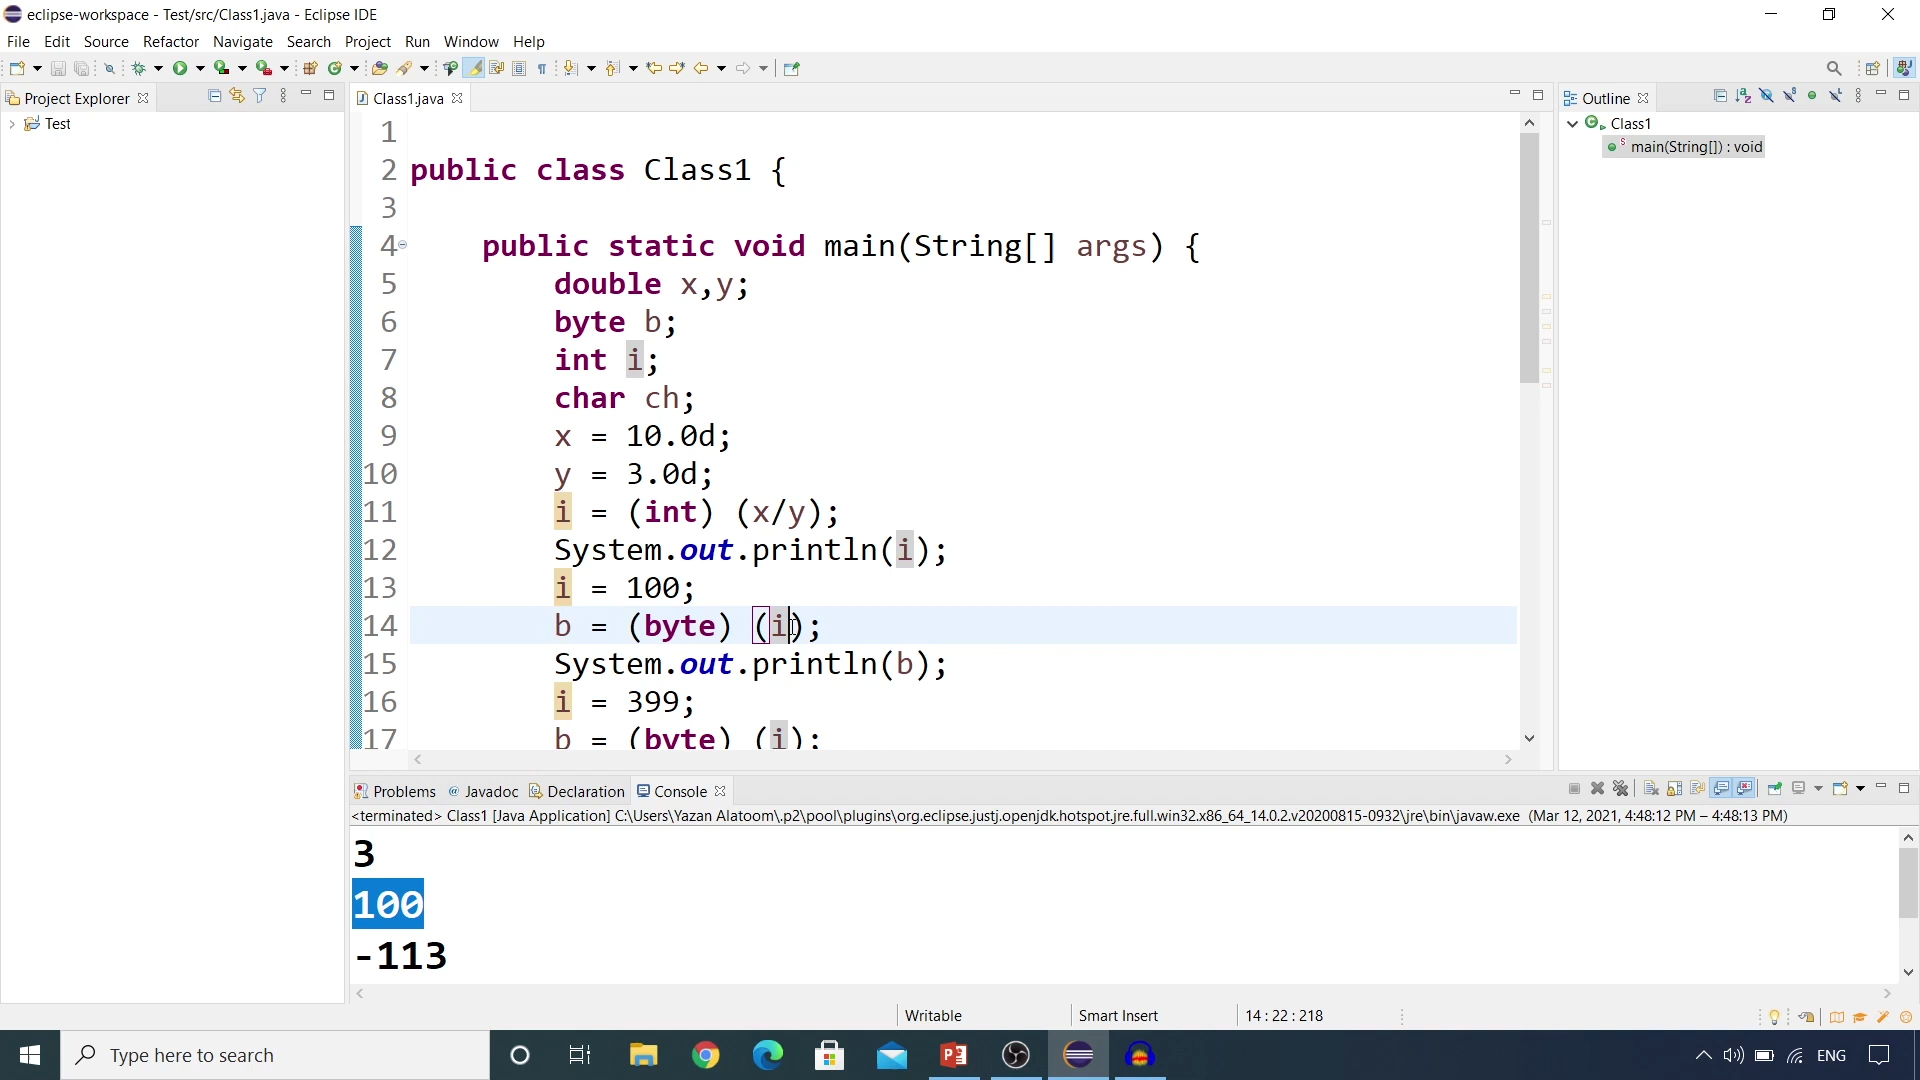 eclipse-workspace - Test/src/Class1.java - Eclipse IDE
File Edit Source Refactor Navigate Search Project Run Window Help
Project Explorer
Test
Class1.java
1
2 public class Class1 {
3
4 public static void main(String[] args) {
5 double x,y;
6 byte b;
7 int i;
8 char ch;
9 x = 10.0d;
10 y = 3.0d;
11 i = (int) (x/y);
12 System.out.println(i);
13 i = 100;
14 b = (byte) (i);
15 System.out.println(b);
16 i = 399;
17 b = (byte) (i);
Outline
Class1
main(String[]) : void
Problems @ Javadoc Declaration Console
<terminated> Class1 [Java Application] C:\Users\Yazan Alatoom\.p2\pool\plugins\org.eclipse.justj.openjdk.hotspot.jre.full.win32.x86_64_14.0.2.v20200815-0932\jre\bin\javaw.exe (Mar 12, 2021, 4:48:12 PM – 4:48:13 PM)
3
100
-113
Writable Smart Insert 14 : 22 : 218
Type here to search
ENG